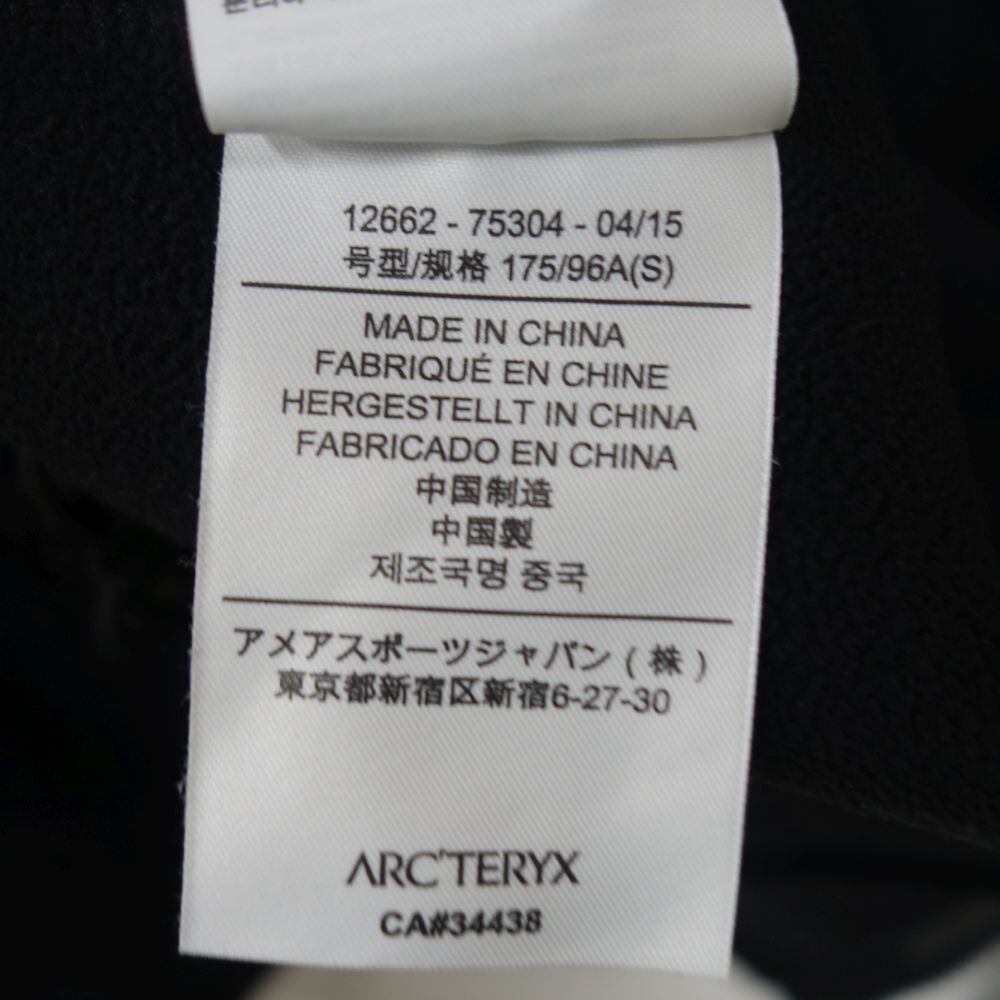 12662 - 75304 - 04/15
号型/规格 175/96A(S)
MADE IN CHINA
FABRIQUÉ EN CHINE
HERGESTELLT IN CHINA
FABRICADO EN CHINA
中国制造
中国製
제조국명 중국
アメアスポーツジャパン(株)
東京都新宿区新宿6-27-30
ARC'TERYX
CA#34438